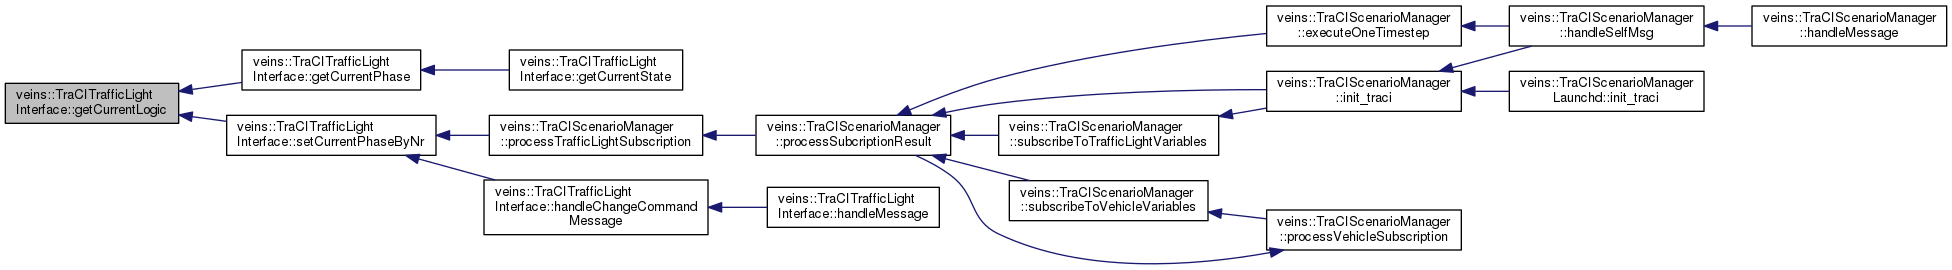 veins::TraCITrafficLight
Interface::getCurrentLogic
veins::TraCITrafficLight
Interface::getCurrentPhase
veins::TraCITrafficLight
Interface::getCurrentState
veins::TraCITrafficLight
Interface::setCurrentPhaseByNr
veins::TraCIScenarioManager
::processTrafficLightSubscription
veins::TraCITrafficLight
Interface::handleChangeCommand
Message
veins::TraCIScenarioManager
::processSubcriptionResult
veins::TraCITrafficLight
Interface::handleMessage
veins::TraCIScenarioManager
::executeOneTimestep
veins::TraCIScenarioManager
::init_traci
veins::TraCIScenarioManager
::subscribeToTrafficLightVariables
veins::TraCIScenarioManager
::subscribeToVehicleVariables
veins::TraCIScenarioManager
::processVehicleSubscription
veins::TraCIScenarioManager
::handleSelfMsg
veins::TraCIScenarioManager
Launchd::init_traci
veins::TraCIScenarioManager
::handleMessage